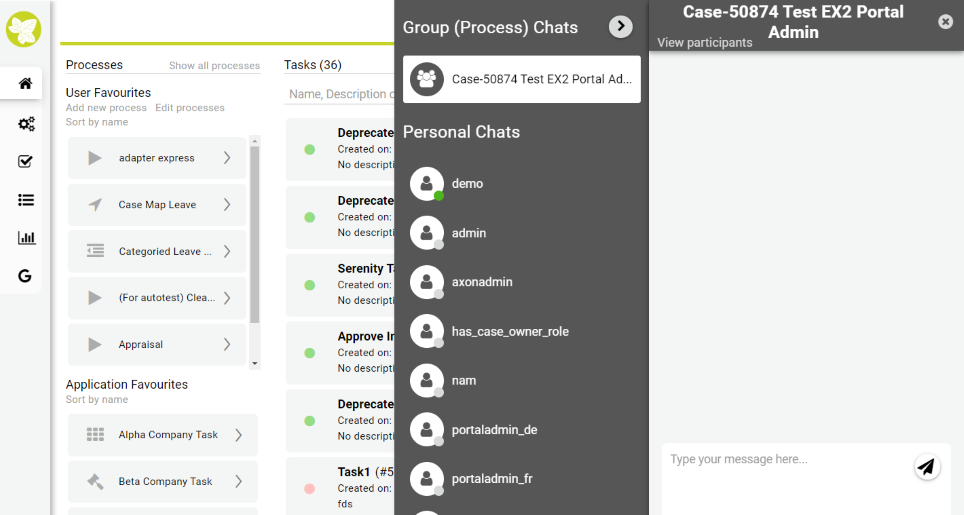 Processes
Show all processes
User Favourites
Add new process Edit processes
Sort by name
adapter express
Case Map Leave
Categoried Leave ...
(For autotest) Clea...
Appraisal
Application Favourites
Sort by name
Alpha Company Task
Beta Company Task
G
Tasks (36)
Name, Description o
Deprecate
Created on:
No descripti
Deprecate
Created on:
No descripti
Serenity Ta
Created on:
No descripti
Approve In
Created on:
No descripti
Deprecate
Created on:
No descripti
Task1 (#5
Created on:
fds
Group (Process) Chats
Case-50874 Test EX2 Portal Ad...
Personal Chats
demo
admin
axonadmin
has_case_owner_role
nam
portaladmin_de
portaladmin_fr
Case-50874 Test EX2 Portal
Admin
View participants
Type your message here...